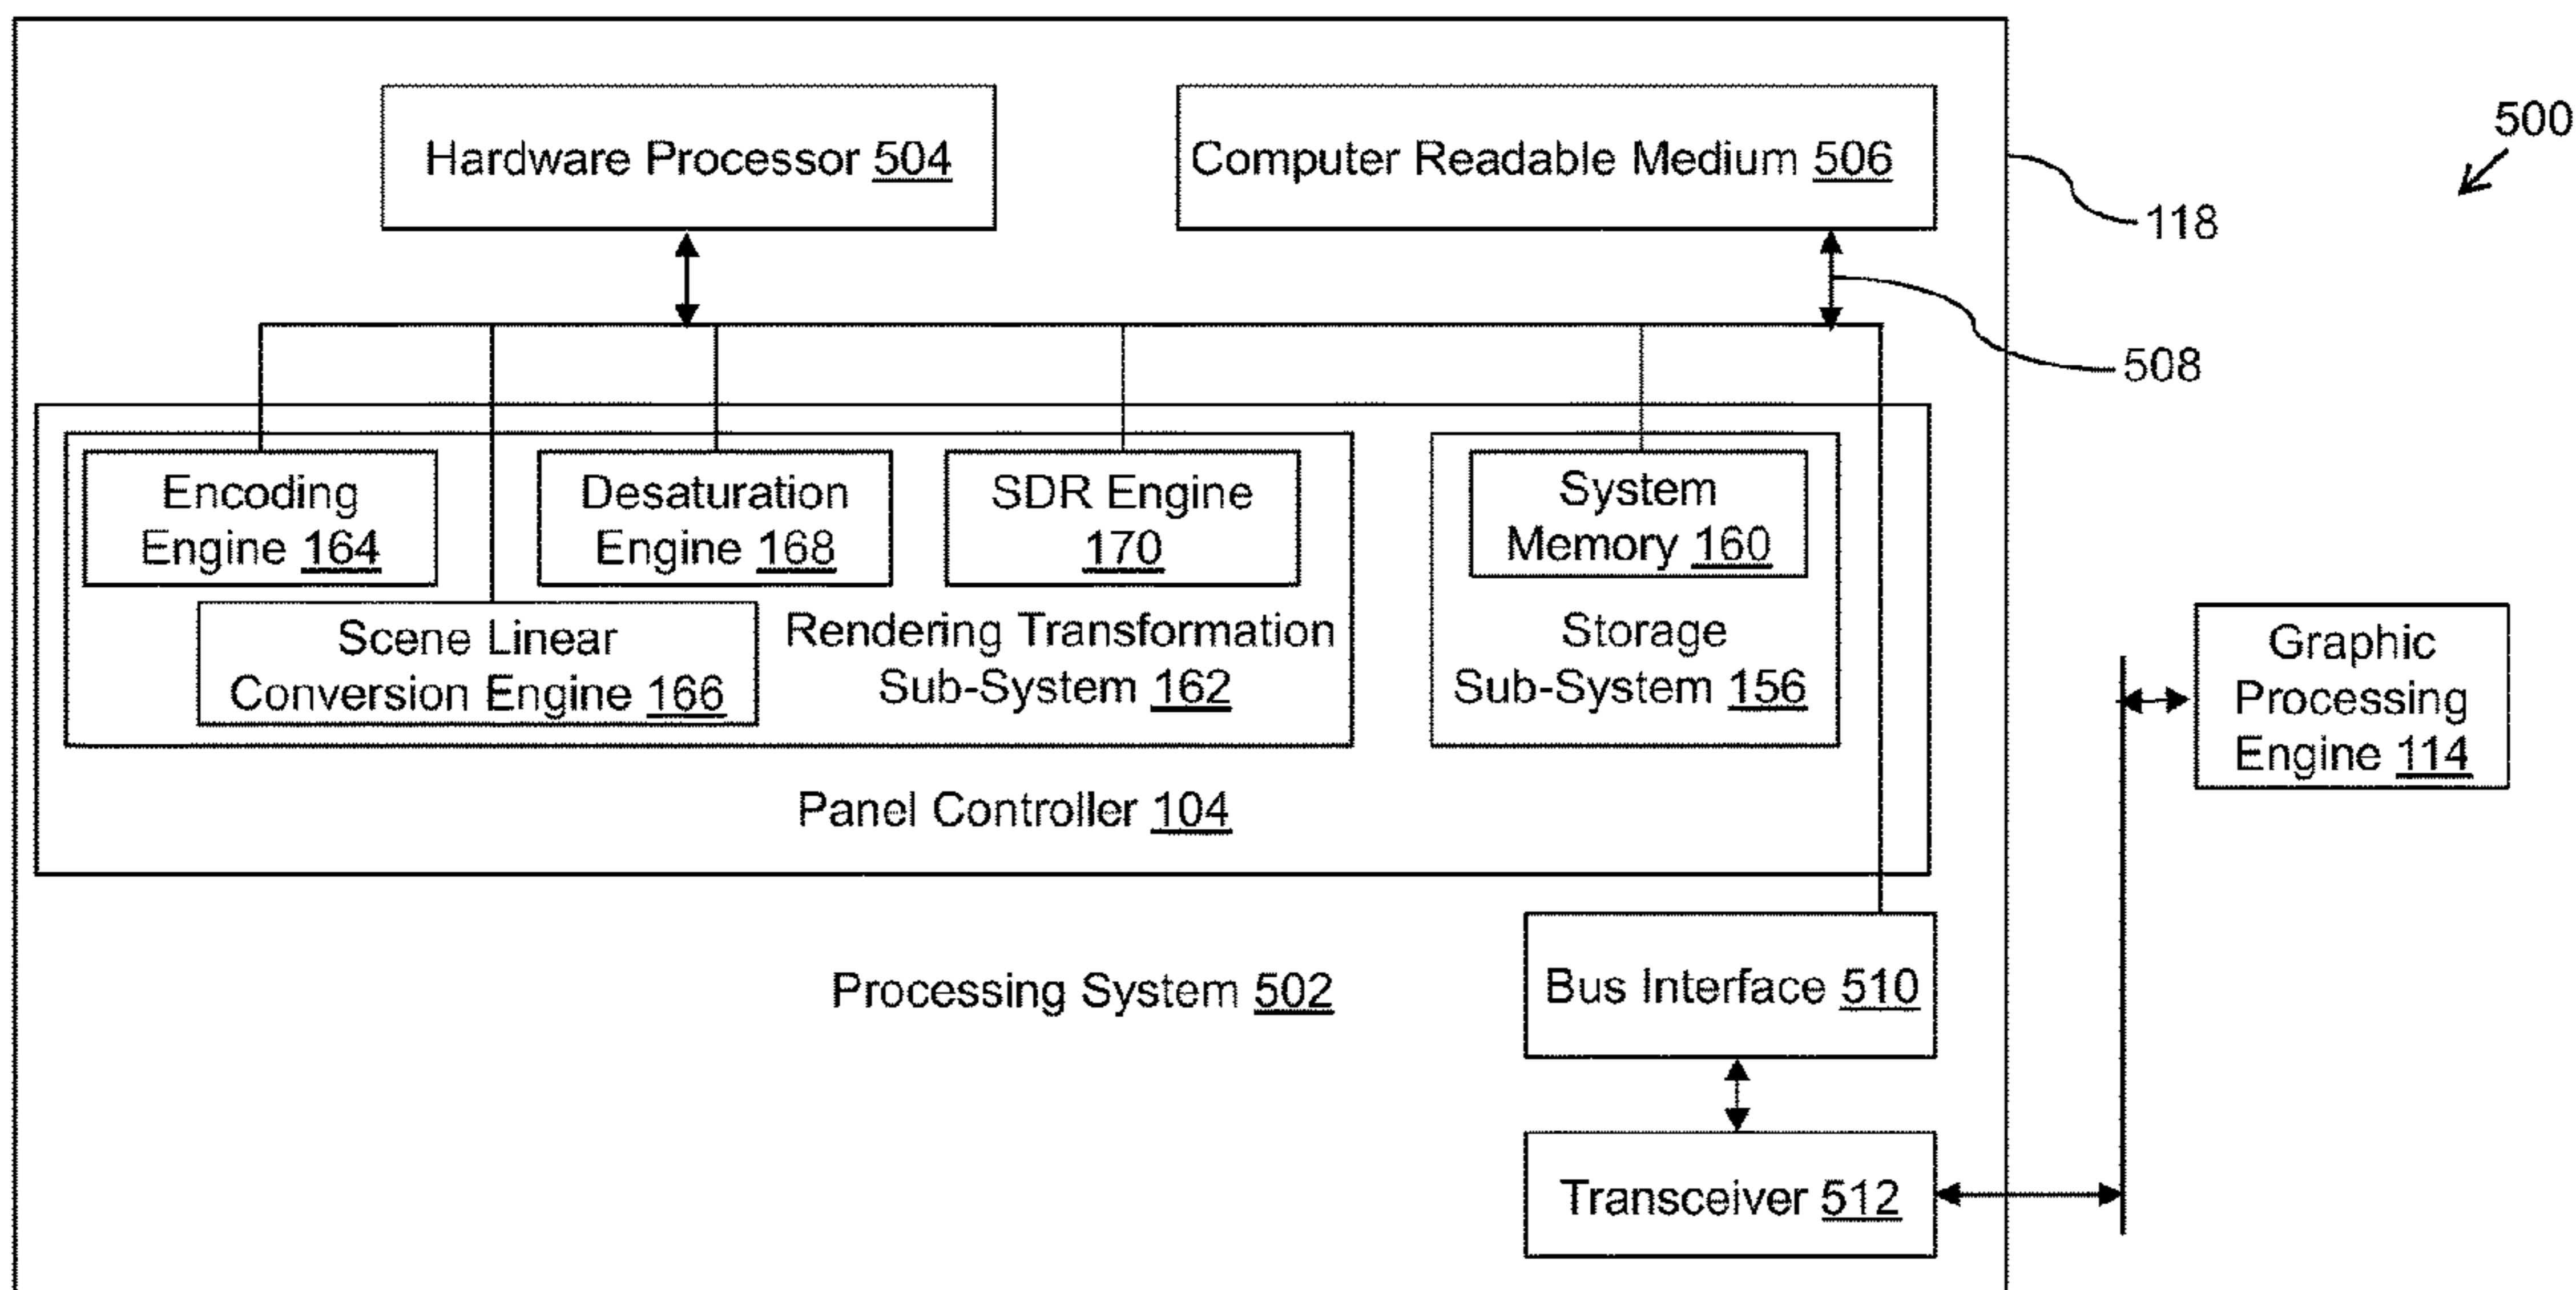 500
Hardware Processor 504
Computer Readable Medium 506
118
508
Encoding
Engine 164
Desaturation
Engine 168
SDR Engine
170
System
Memory 160
Scene Linear
Conversion Engine 166
Rendering Transformation
Sub-System 162
Storage
Sub-System 156
Graphic
Processing
Engine 114
Panel Controller 104
Processing System 502
Bus Interface 510
Transceiver 512